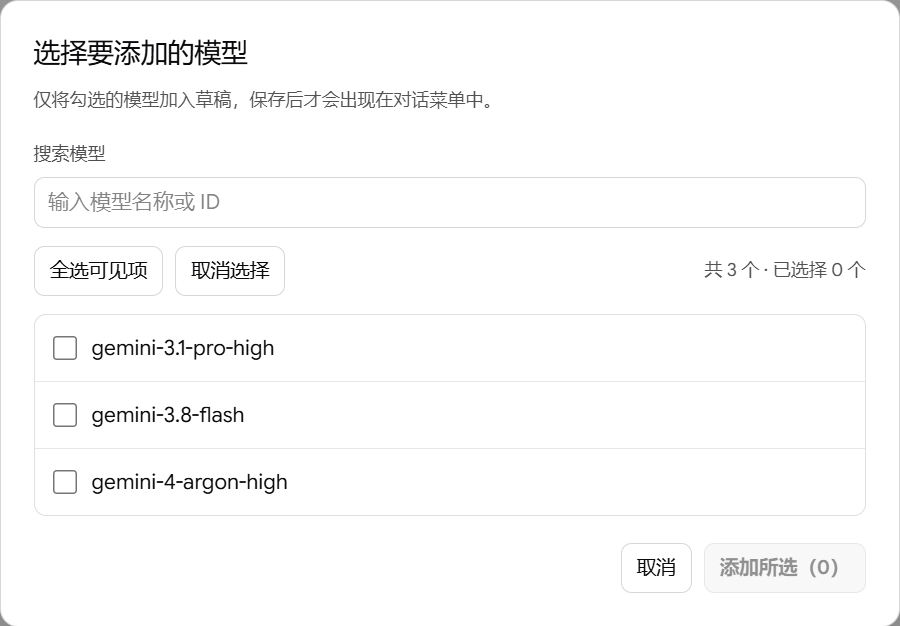 选择要添加的模型
仅将勾选的模型加入草稿，保存后才会出现在对话菜单中。
搜索模型
输入模型名称或 ID
全选可见项 取消选择 共 3 个 · 已选择 0 个
gemini-3.1-pro-high
gemini-3.8-flash
gemini-4-argon-high
取消 添加所选（0）